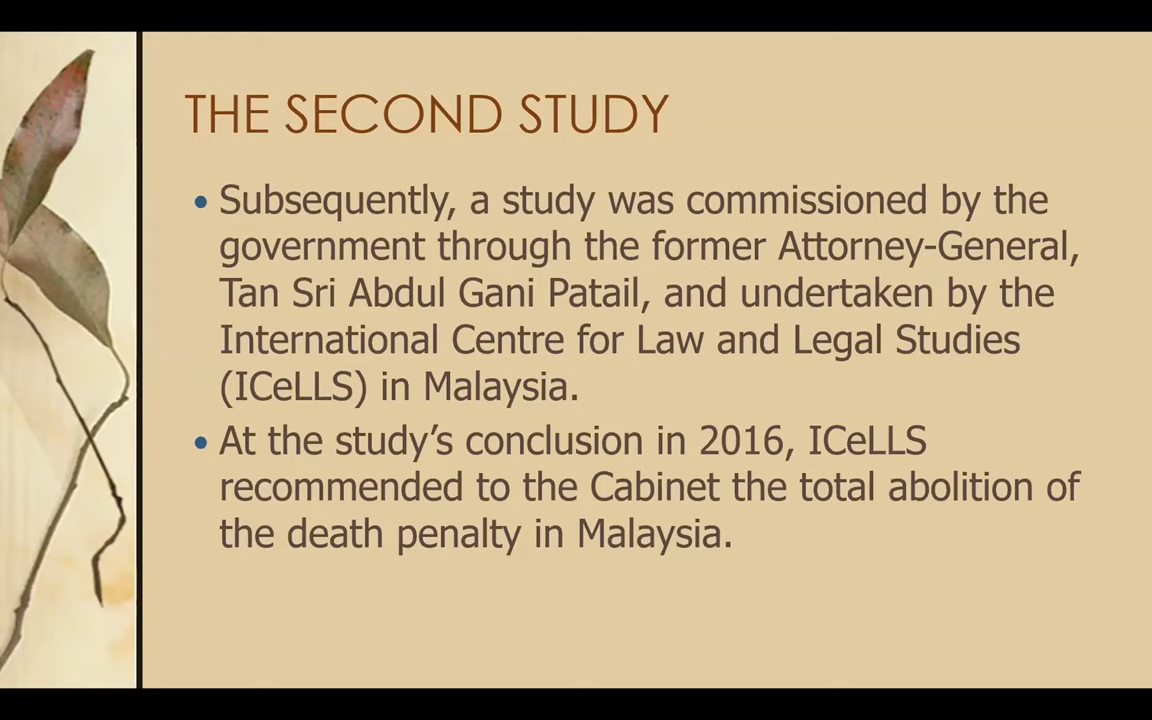 THE SECOND STUDY
• Subsequently, a study was commissioned by the
government through the former Attorney-General,
Tan Sri Abdul Gani Patail, and undertaken by the
International Centre for Law and Legal Studies
(ICeLLS) in Malaysia.
• At the study’s conclusion in 2016, ICeLLS
recommended to the Cabinet the total abolition of
the death penalty in Malaysia.